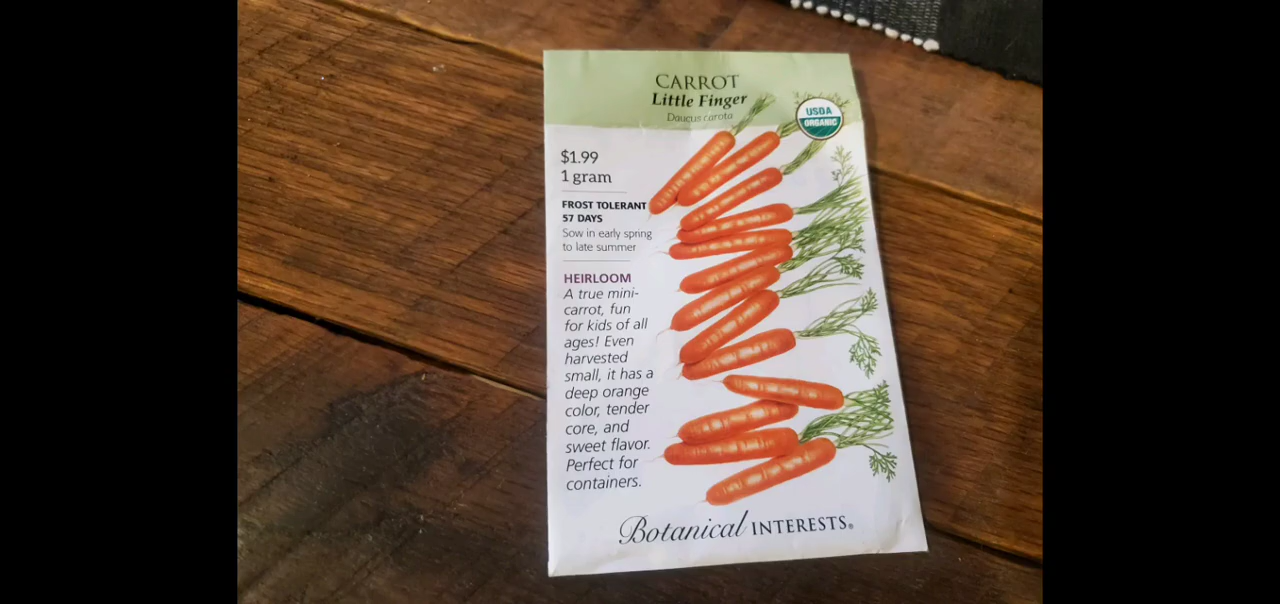 CARROT
Little Finger
Daucus carota
USDA
ORGANIC
$1.99
1 gram
FROST TOLERANT
57 DAYS
Sow in early spring
to late summer
HEIRLOOM
A true mini-
carrot, fun
for kids of all
ages! Even
harvested
small, it has a
deep orange
color, tender
core, and
sweet flavor.
Perfect for
containers.
Botanical INTERESTS®